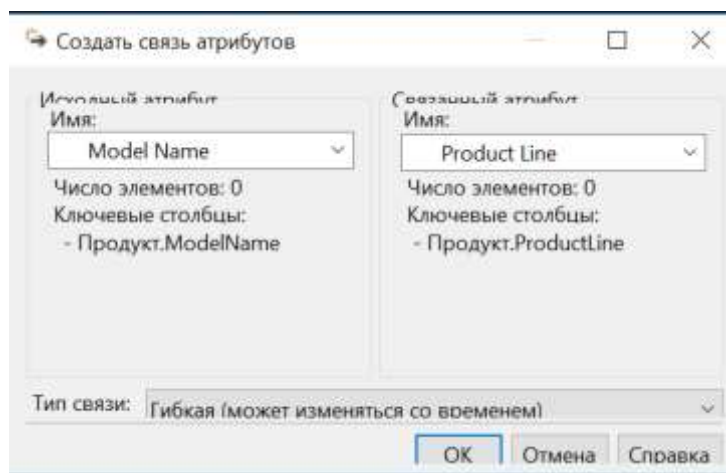 Создать связь атрибутов
Исходный атрибут
Имя:
Model Name
Число элементов: 0
Ключевые столбцы:
- Продукт.ModelName
Связанный атрибут
Имя:
Product Line
Число элементов: 0
Ключевые столбцы:
- Продукт.ProductLine
Тип связи: Гибкая (может изменяться со временем)
OK Отмена Справка